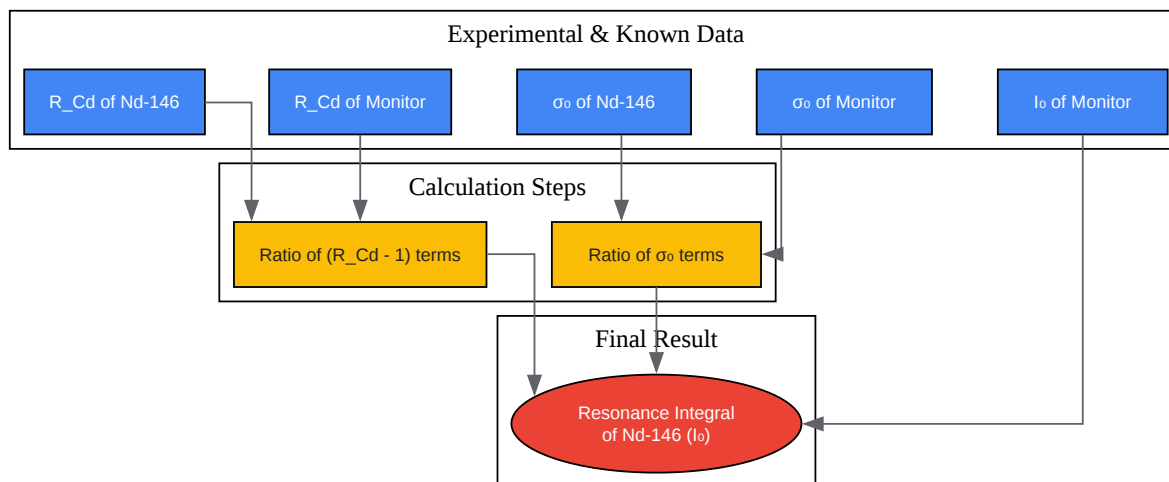 Experimental & Known Data
R_Cd of Nd-146
R_Cd of Monitor
σ₀ of Nd-146
σ₀ of Monitor
I₀ of Monitor
Calculation Steps
Ratio of (R_Cd - 1) terms
Ratio of σ₀ terms
Final Result
Resonance Integral
of Nd-146 (I₀)